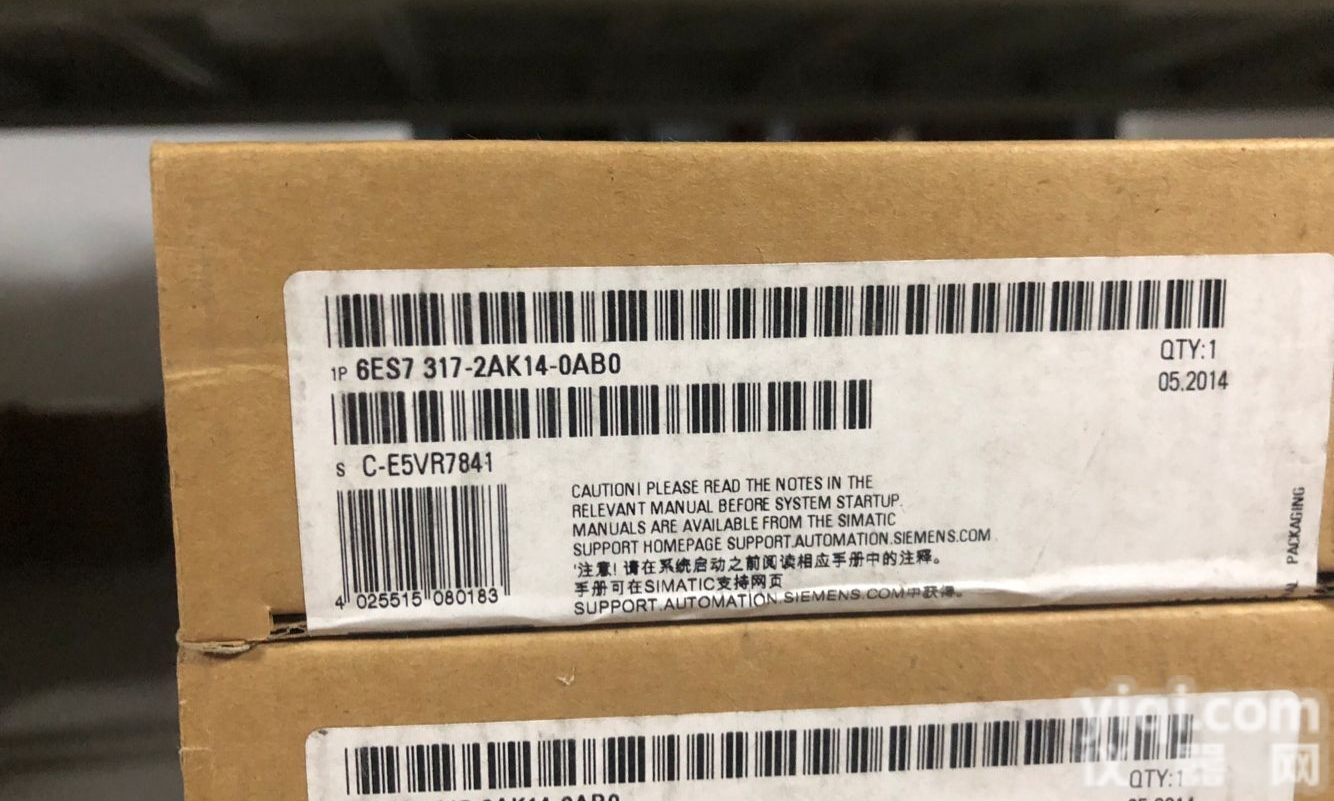 1P 6ES7 317-2AK14-0AB0
QTY:1
05.2014
S C-E5VR7841
4 025515 080183
CAUTION! PLEASE READ THE NOTES IN THE
RELEVANT MANUAL BEFORE SYSTEM STARTUP.
MANUALS ARE AVAILABLE FROM THE SIMATIC
SUPPORT HOMEPAGE SUPPORT.AUTOMATION.SIEMENS.COM
'注意! 请在系统启动之前阅读相应手册中的注释。
手册可在SIMATIC支持网页
SUPPORT.AUTOMATION.SIEMENS.COM中获得。
PACKAGING
QTY:1
yiqi.com
仪器网